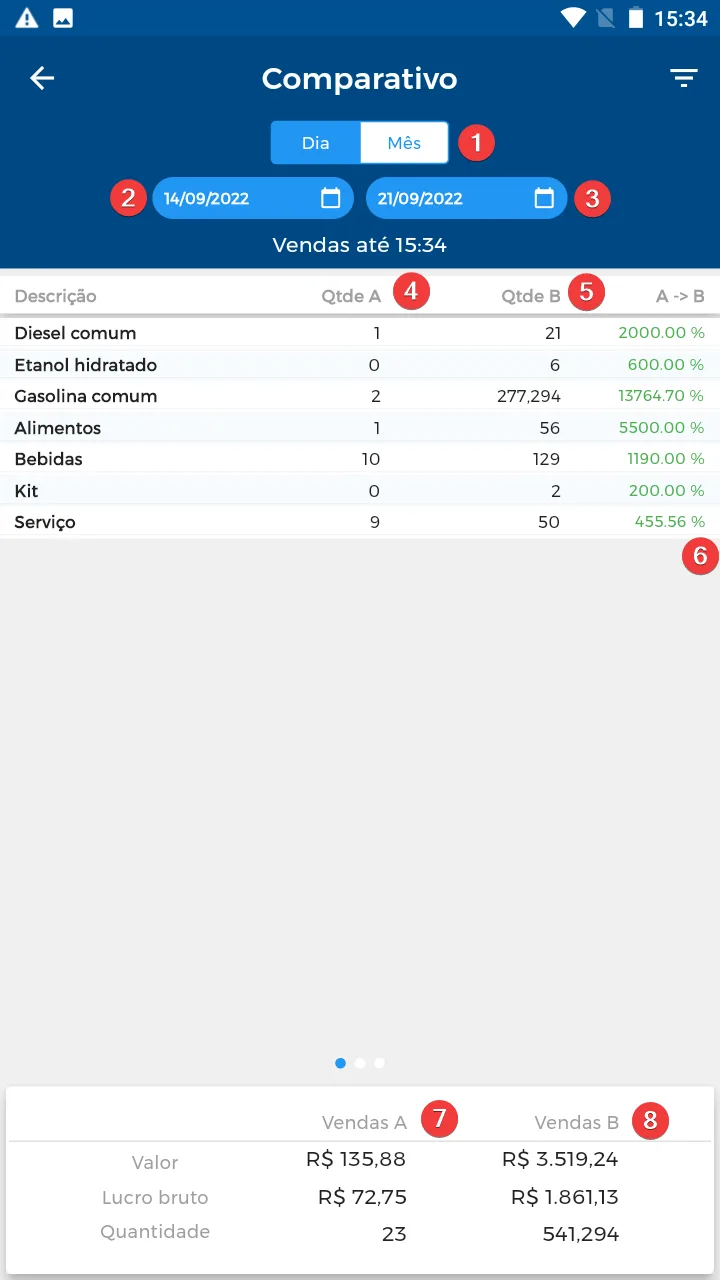 15:34
Comparativo
Dia Mês 1
2 14/09/2022 21/09/2022 3
Vendas até 15:34
Descrição Qtde A 4 Qtde B 5 A -> B
Diesel comum 1 21 2000.00 %
Etanol hidratado 0 6 600.00 %
Gasolina comum 2 277,294 13764.70 %
Alimentos 1 56 5500.00 %
Bebidas 10 129 1190.00 %
Kit 0 2 200.00 %
Serviço 9 50 455.56 %
6
Vendas A 7 Vendas B 8
Valor R$ 135,88 R$ 3.519,24
Lucro bruto R$ 72,75 R$ 1.861,13
Quantidade 23 541,294